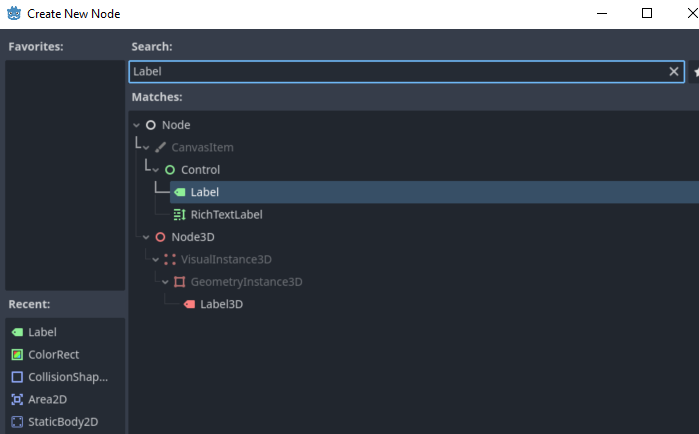 Create New Node
Favorites:
Search:
Label
Matches:
Node
CanvasItem
Control
Label
RichTextLabel
Node3D
VisualInstance3D
GeometryInstance3D
Label3D
Recent:
Label
ColorRect
CollisionShap...
Area2D
StaticBody2D